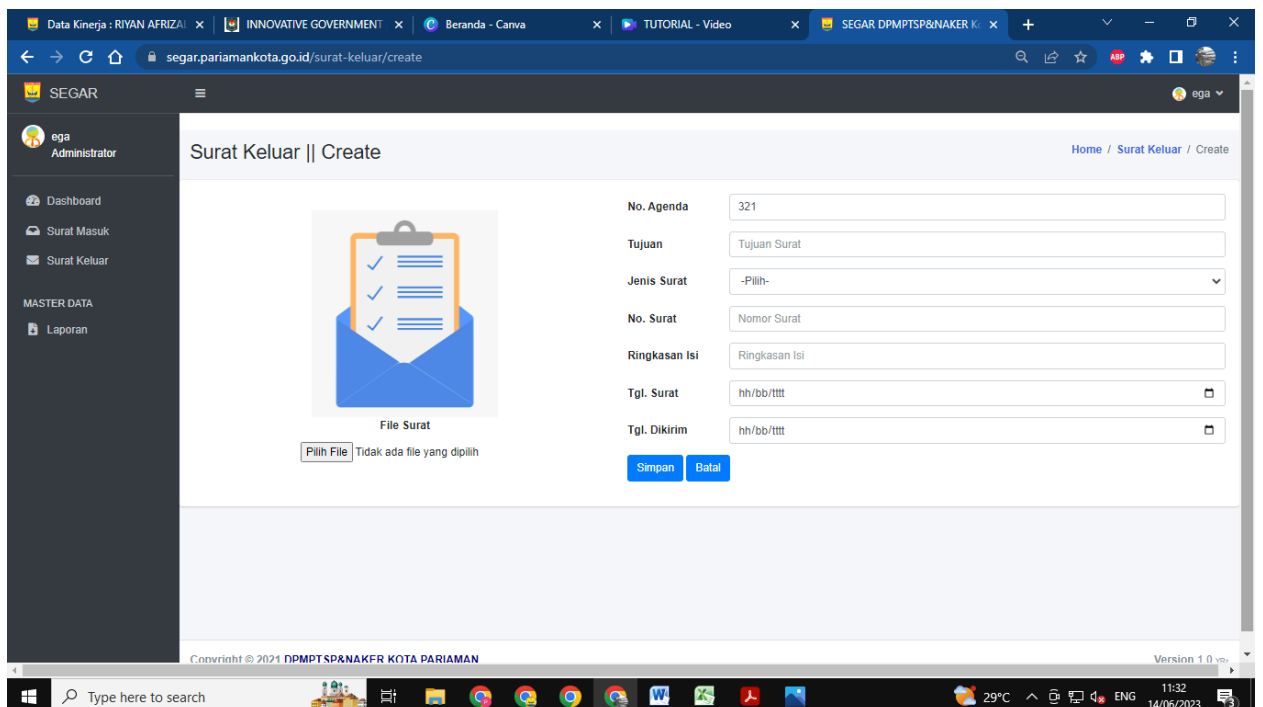 Data Kinerja : RIYAN AFRIZAL
INNOVATIVE GOVERNMENT
Beranda - Canva
TUTORIAL - Video
SEGAR DPMPTSP&NAKER
segar.pariamankota.go.id/surat-keluar/create
ABP
SEGAR
ega
ega
Administrator
Surat Keluar || Create
Home / Surat Keluar / Create
Dashboard
Surat Masuk
Surat Keluar
MASTER DATA
Laporan
File Surat
Pilih File Tidak ada file yang dipilih
No. Agenda 321
Tujuan Tujuan Surat
Jenis Surat -Pilih-
No. Surat Nomor Surat
Ringkasan Isi Ringkasan Isi
Tgl. Surat hh/bb/tttt
Tgl. Dikirim hh/bb/tttt
Simpan Batal
Copyright © 2021 DPMPTSP&NAKER KOTA PARIAMAN
Version 1.0
Type here to search
29°C
ENG
11:32
14/06/2023
3